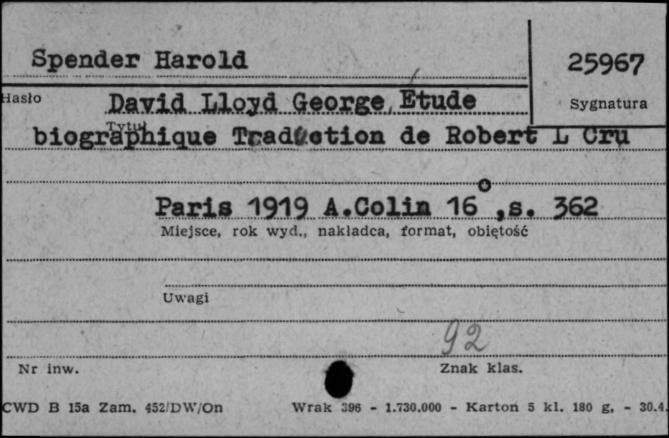 Spender Harold
25967
Hasło
Sygnatura
David Lloyd George, Étude
Tytuł
biographique Traduction de Robert L Cru
Paris 1919 A.Colin 16°,s. 362
Miejsce, rok wyd., nakładca, format, objętość
Uwagi
92
Nr inw.
Znak klas.
CWD B 15a Zam. 452/DW/On
Wrak 396 - 1.730.000 - Karton 5 kl. 180 g. - 30.4.